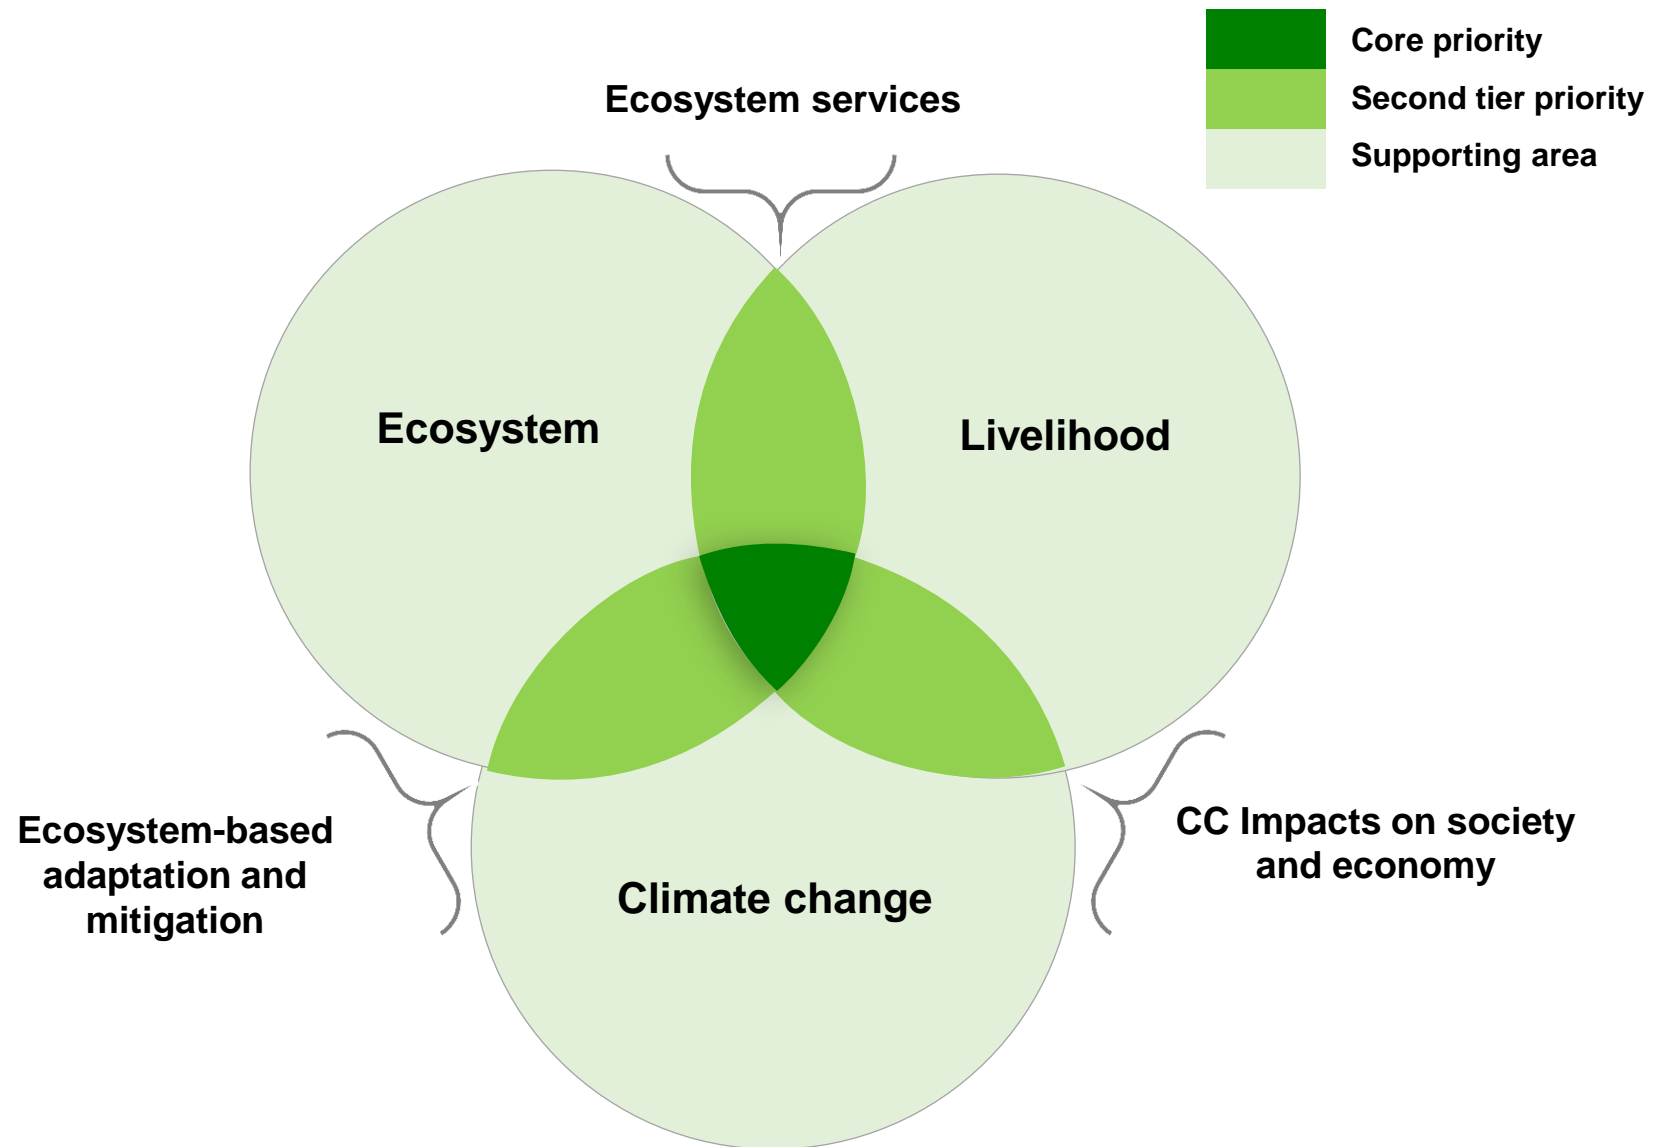 Core priority
Second tier priority
Supporting area
Ecosystem services
Ecosystem
Livelihood
Ecosystem-based
adaptation and
mitigation
CC Impacts on society
and economy
Climate change